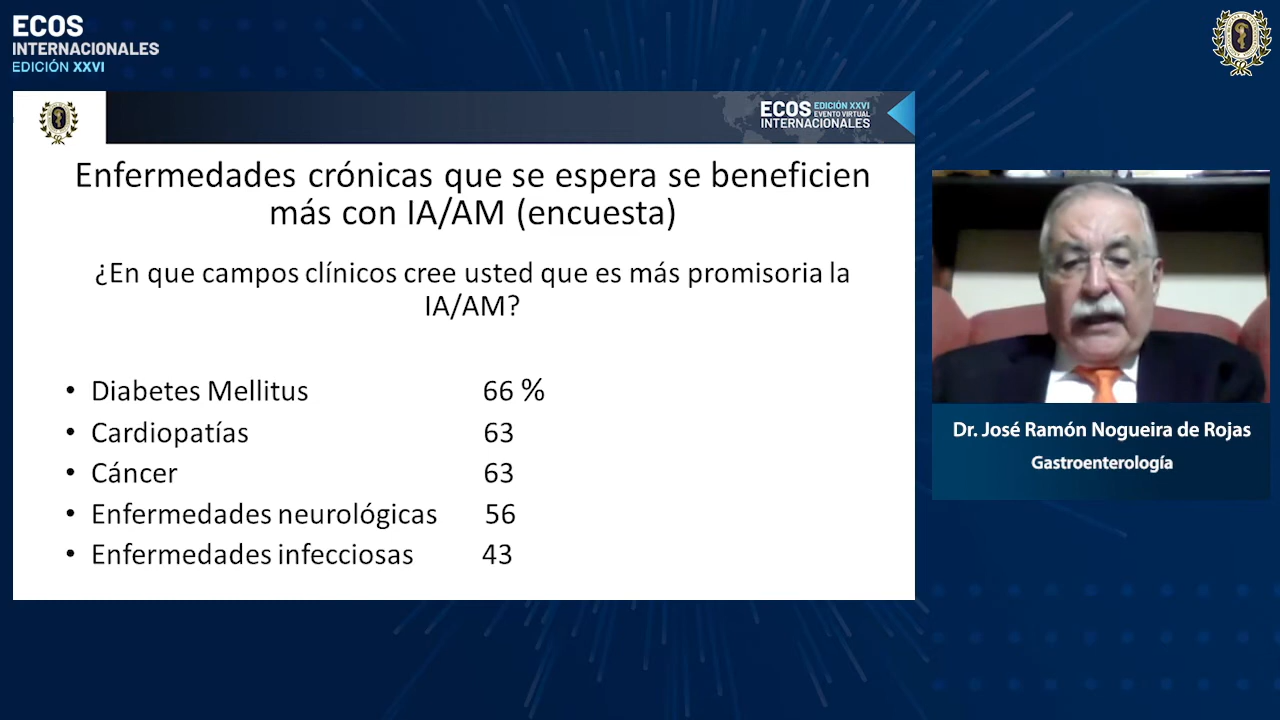 ECOS
INTERNACIONALES
EDICIÓN XXVI
ECOS EDICIÓN XXVI
EVENTO VIRTUAL
INTERNACIONALES
Enfermedades crónicas que se espera se beneficien
más con IA/AM (encuesta)
¿En que campos clínicos cree usted que es más promisoria la
IA/AM?
• Diabetes Mellitus 66 %
• Cardiopatías 63
• Cáncer 63
• Enfermedades neurológicas 56
• Enfermedades infecciosas 43
Dr. José Ramón Nogueira de Rojas
Gastroenterología